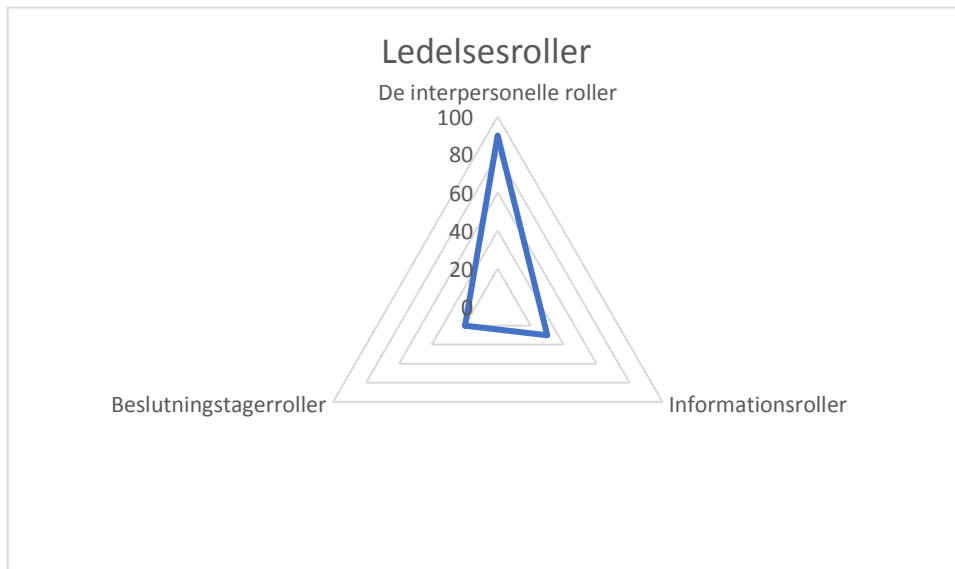 Ledelsesroller
De interpersonelle roller
100
80
60
40
20
0
Beslutningstagerroller
Informationsroller